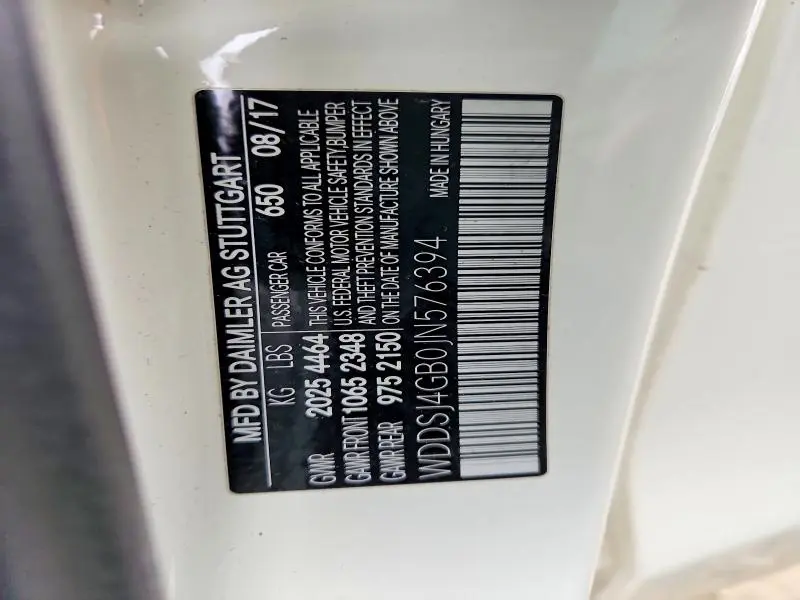 MFD BY DAIMLER AG STUTTGART
KG LBS PASSENGER CAR 650 08/17
GVWR 2025 4464 THIS VEHICLE CONFORMS TO ALL APPLICABLE
GAWR FRONT 1065 2348 U.S. FEDERAL MOTOR VEHICLE SAFETY,BUMPER
GAWR REAR 975 2150 AND THEFT PREVENTION STANDARDS IN EFFECT
ON THE DATE OF MANUFACTURE SHOWN ABOVE
WDDSJ4GB0JN576394 MADE IN HUNGARY